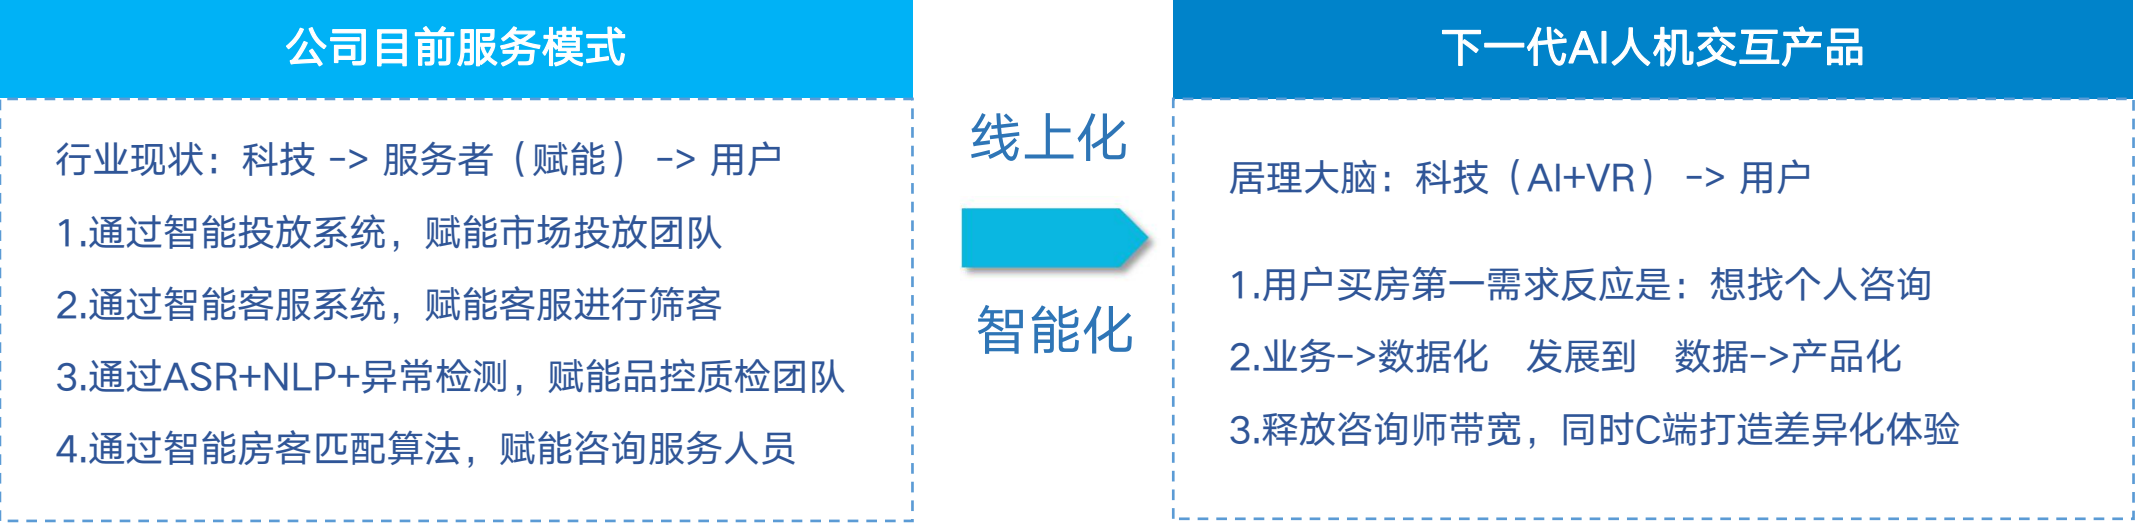 公司目前服务模式
行业现状：科技 -> 服务者（赋能） -> 用户
1.通过智能投放系统，赋能市场投放团队
2.通过智能客服系统，赋能客服进行筛客
3.通过ASR+NLP+异常检测，赋能品控质检团队
4.通过智能房客匹配算法，赋能咨询服务人员
线上化
智能化
下一代AI人机交互产品
居理大脑：科技（AI+VR） -> 用户
1.用户买房第一需求反应是：想找个人咨询
2.业务->数据化 发展到 数据->产品化
3.释放咨询师带宽，同时C端打造差异化体验